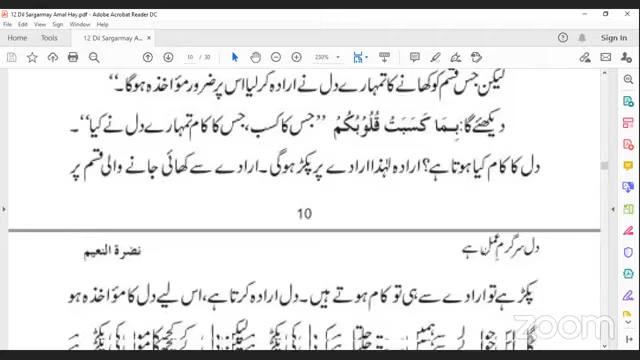 12 Dil Sargarmay Amal Hay.pdf - Adobe Acrobat Reader DC
File Edit View Sign Window Help
Home Tools 12 Dil Sargarmay A... × Sign In
10 / 30 230%
لیکن جس قسم کو کھانے کا تمہارے دل نے ارادہ کر لیا اس پر ضرور مؤاخذہ ہوگا۔“
دیکھئے گا: بِمَا كَسَبَتْ قُلُوْبُكُمْ ”جس کا کسب، جس کا کام تمہارے دل نے کیا“۔
دل کا کام کیا ہوتا ہے؟ ارادہ لہٰذا ارادے پر پکڑ ہوگی۔ ارادے سے کھائی جانے والی قسم پر
10
دل سرگرمِ عمل ہے نضرة النعیم
پکڑ ہے تو ارادے سے ہی تو کام ہوتے ہیں۔ دل ارادہ کرتا ہے، اس لیے دل کا مؤاخذہ ہو
zoom